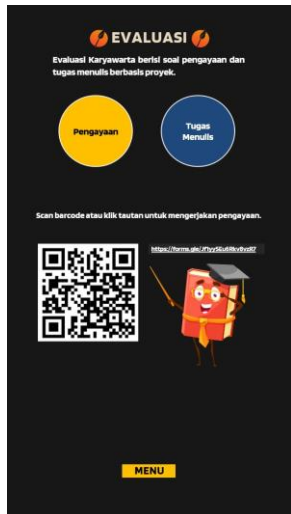 EVALUASI
Evaluasi Karyawarta berisi soal pengayaan dan
tugas menulis berbasis proyek.
Pengayaan
Tugas
Menulis
Scan barcode atau klik tautan untuk mengerjakan pengayaan.
MENU